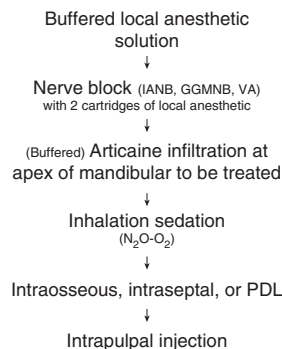 Buffered local anesthetic
solution
↓
Nerve block (IANB, GGMNB, VA)
with 2 cartridges of local anesthetic
↓
(Buffered) Articaine infiltration at
apex of mandibular to be treated
↓
Inhalation sedation
(N₂O-O₂)
↓
Intraosseous, intraseptal, or PDL
↓
Intrapulpal injection